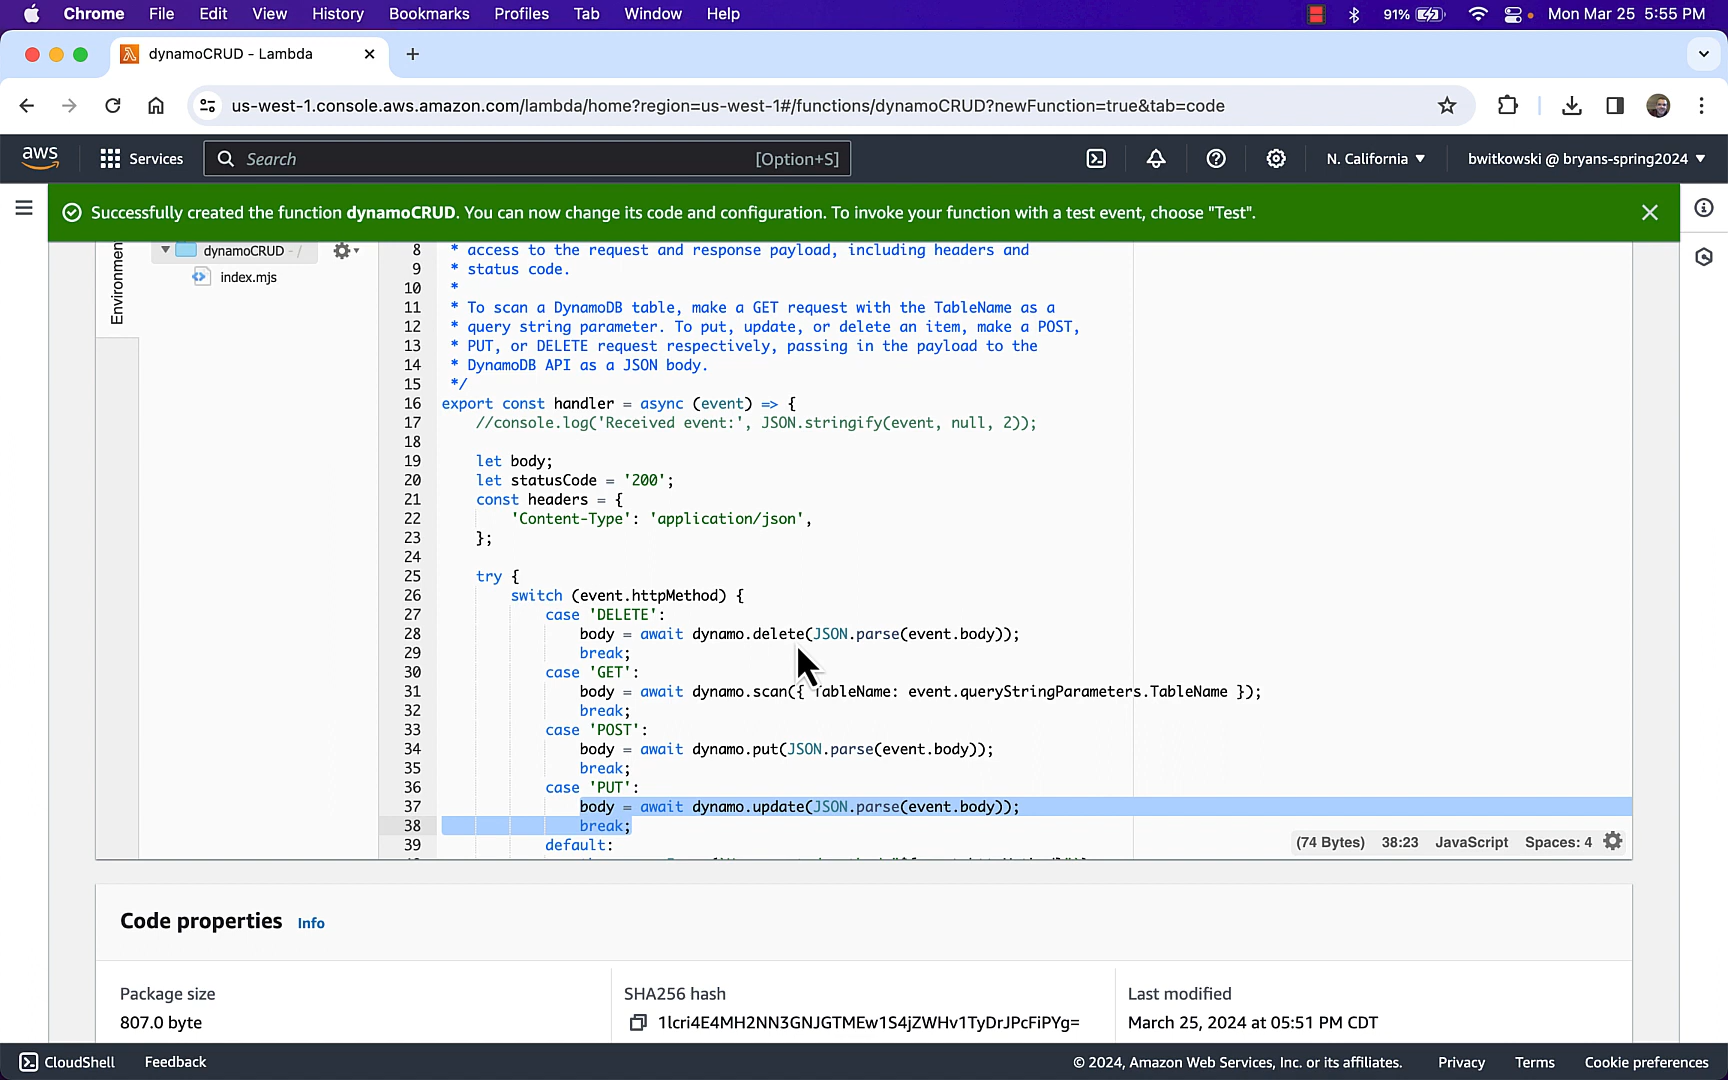 Chrome File Edit View History Bookmarks Profiles Tab Window Help 91% Mon Mar 25 5:55 PM
dynamoCRUD - Lambda
us-west-1.console.aws.amazon.com/lambda/home?region=us-west-1#/functions/dynamoCRUD?newFunction=true&tab=code
aws Services Search [Option+S] N. California bwitkowski @ bryans-spring2024
Successfully created the function dynamoCRUD. You can now change its code and configuration. To invoke your function with a test event, choose "Test".
Environmen
dynamoCRUD - /
index.mjs
8 * access to the request and response payload, including headers and
9 * status code.
10 *
11 * To scan a DynamoDB table, make a GET request with the TableName as a
12 * query string parameter. To put, update, or delete an item, make a POST,
13 * PUT, or DELETE request respectively, passing in the payload to the
14 * DynamoDB API as a JSON body.
15 */
16 export const handler = async (event) => {
17 //console.log('Received event:', JSON.stringify(event, null, 2));
18
19 let body;
20 let statusCode = '200';
21 const headers = {
22 'Content-Type': 'application/json',
23 };
24
25 try {
26 switch (event.httpMethod) {
27 case 'DELETE':
28 body = await dynamo.delete(JSON.parse(event.body));
29 break;
30 case 'GET':
31 body = await dynamo.scan({ TableName: event.queryStringParameters.TableName });
32 break;
33 case 'POST':
34 body = await dynamo.put(JSON.parse(event.body));
35 break;
36 case 'PUT':
37 body = await dynamo.update(JSON.parse(event.body));
38 break;
39 default:
(74 Bytes) 38:23 JavaScript Spaces: 4
Code properties Info
Package size
807.0 byte
SHA256 hash
1lcri4E4MH2NN3GNJGTMEw1S4jZWHv1TyDrJPcFiPYg=
Last modified
March 25, 2024 at 05:51 PM CDT
CloudShell Feedback © 2024, Amazon Web Services, Inc. or its affiliates. Privacy Terms Cookie preferences